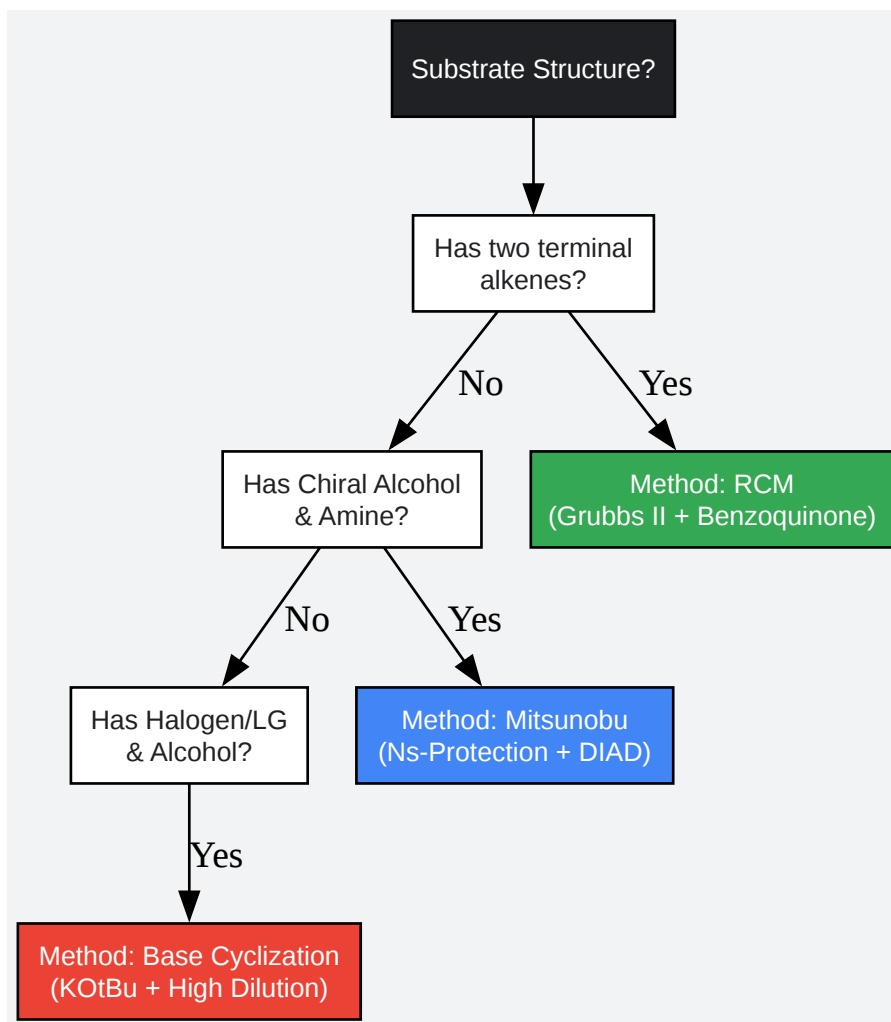 Substrate Structure?
Has two terminal
alkenes?
No
Yes
Has Chiral Alcohol
& Amine?
Method: RCM
(Grubbs II + Benzoquinone)
No
Yes
Has Halogen/LG
& Alcohol?
Method: Mitsunobu
(Ns-Protection + DIAD)
Yes
Method: Base Cyclization
(KOtBu + High Dilution)